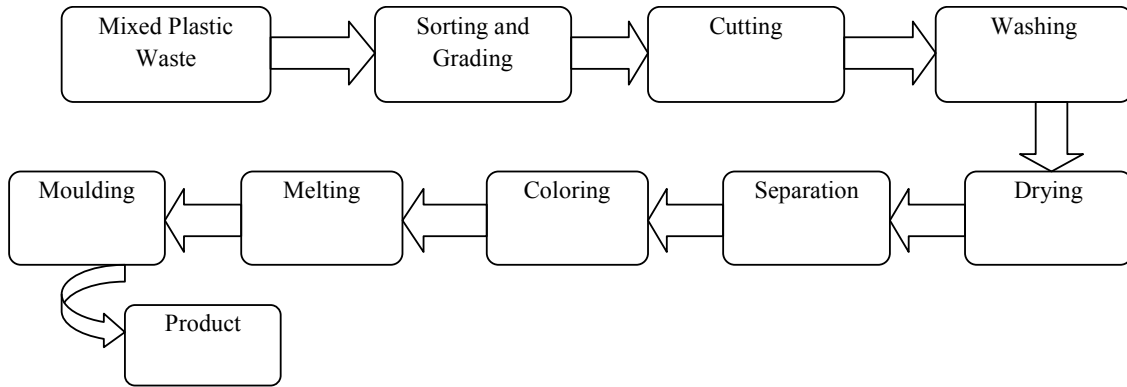 Mixed Plastic
Waste
Sorting and
Grading
Cutting
Washing
Drying
Separation
Coloring
Melting
Moulding
Product